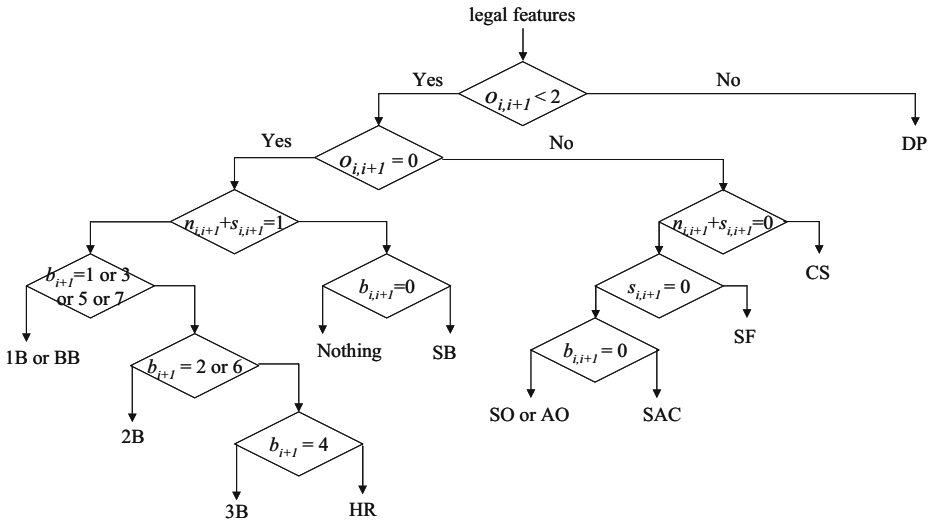 legal features
Yes
No
o_{i,i+1} < 2
DP
Yes
No
o_{i,i+1} = 0
n_{i,i+1}+s_{i,i+1}=1
n_{i,i+1}+s_{i,i+1}=0
CS
b_{i+1}=1 or 3
or 5 or 7
b_{i,i+1}=0
s_{i,i+1} = 0
SF
1B or BB
Nothing
SB
b_{i+1} = 2 or 6
b_{i,i+1} = 0
2B
SO or AO
SAC
b_{i+1} = 4
3B
HR